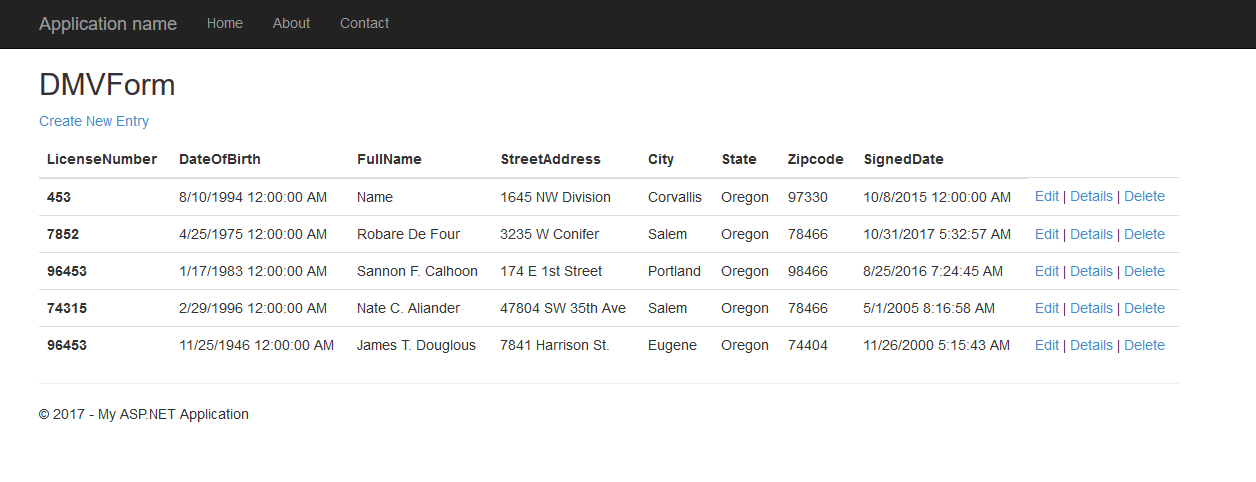 Application name Home About Contact
DMVForm
Create New Entry
LicenseNumber DateOfBirth FullName StreetAddress City State Zipcode SignedDate
453 8/10/1994 12:00:00 AM Name 1645 NW Division Corvallis Oregon 97330 10/8/2015 12:00:00 AM Edit | Details | Delete
7852 4/25/1975 12:00:00 AM Robare De Four 3235 W Conifer Salem Oregon 78466 10/31/2017 5:32:57 AM Edit | Details | Delete
96453 1/17/1983 12:00:00 AM Sannon F. Calhoon 174 E 1st Street Portland Oregon 98466 8/25/2016 7:24:45 AM Edit | Details | Delete
74315 2/29/1996 12:00:00 AM Nate C. Aliander 47804 SW 35th Ave Salem Oregon 78466 5/1/2005 8:16:58 AM Edit | Details | Delete
96453 11/25/1946 12:00:00 AM James T. Douglous 7841 Harrison St. Eugene Oregon 74404 11/26/2000 5:15:43 AM Edit | Details | Delete
© 2017 - My ASP.NET Application